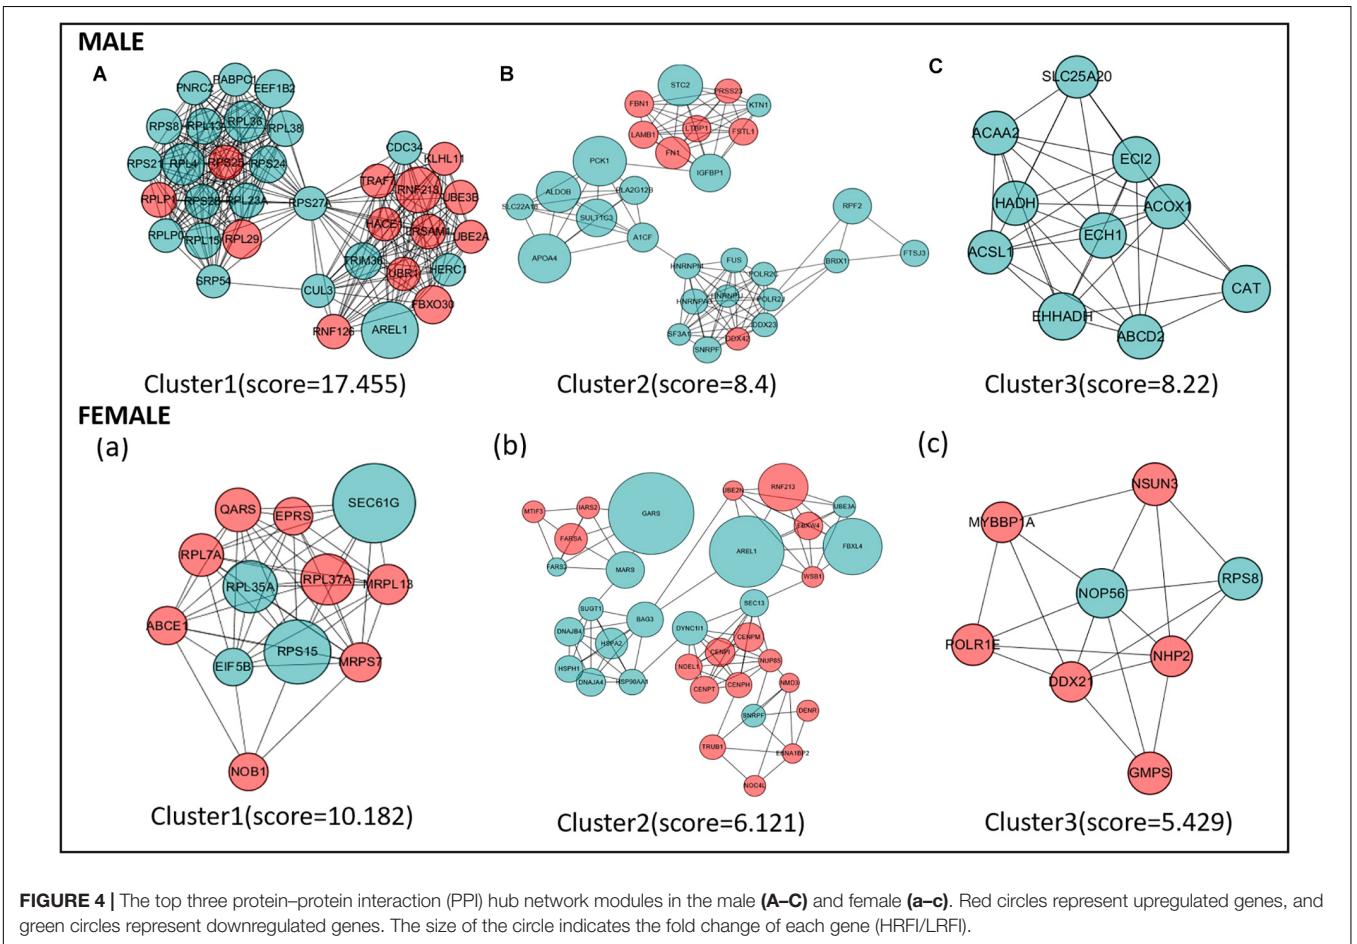 MALE
A
B
C
PNRC2
PABPC1
EEF1B2
RPS8
RPL13
RPL36
RPL38
RPS21
RPL4
RPS25
RPS24
RPLP1
RPS28
RPL23A
RPLP0
RPL15
RPL29
SRP54
RPS27A
CUL3
CDC34
KLHL11
TRAF7
RNF213
UBE3B
HACE1
UBE2A
TRIM36
UBR1
HERC1
FBXO30
RNF126
AREL1
STC2
PRSS23
FBN1
KTN1
LAMB1
LTBP1
FSTL1
FN1
IGFBP1
PCK1
ALDOB
PLA2G12B
SULT1C3
A1CF
APOA4
RPF2
BRIX1
FTSJ3
FUS
POLR2C
POLR2J
DDX23
DDX42
SNRPF
SF3A1
SLC25A20
ACAA2
ECI2
HADH
ACOX1
ECH1
ACSL1
CAT
EHHADH
ABCD2
Cluster1(score=17.455)
Cluster2(score=8.4)
Cluster3(score=8.22)
FEMALE
(a)
(b)
(c)
SEC61G
QARS
EPRS
RPL7A
RPL35A
RPL37A
MRPL13
ABCE1
EIF5B
RPS15
MRPS7
NOB1
MTIF3
IARS2
GARS
FARSA
FARS2
MARS
UBE2N
RNF213
UBE3A
FBXW4
AREL1
FBXL4
WSB1
SUGT1
BAG3
DNAJB4
HSPA2
HSPH1
DNAJA4
HSP90AA1
SEC13
DYNC1I1
CENPM
CENPI
NDEL1
NUP85
CENPT
CENPH
NMD3
SNRPF
DENR
TRUB1
EBNA1BP2
NOC4L
NSUN3
MYBBP1A
NOP56
RPS8
POLR1E
NHP2
DDX21
GMPS
Cluster1(score=10.182)
Cluster2(score=6.121)
Cluster3(score=5.429)
FIGURE 4 | The top three protein–protein interaction (PPI) hub network modules in the male (A–C) and female (a–c). Red circles represent upregulated genes, and
green circles represent downregulated genes. The size of the circle indicates the fold change of each gene (HRFI/LRFI).